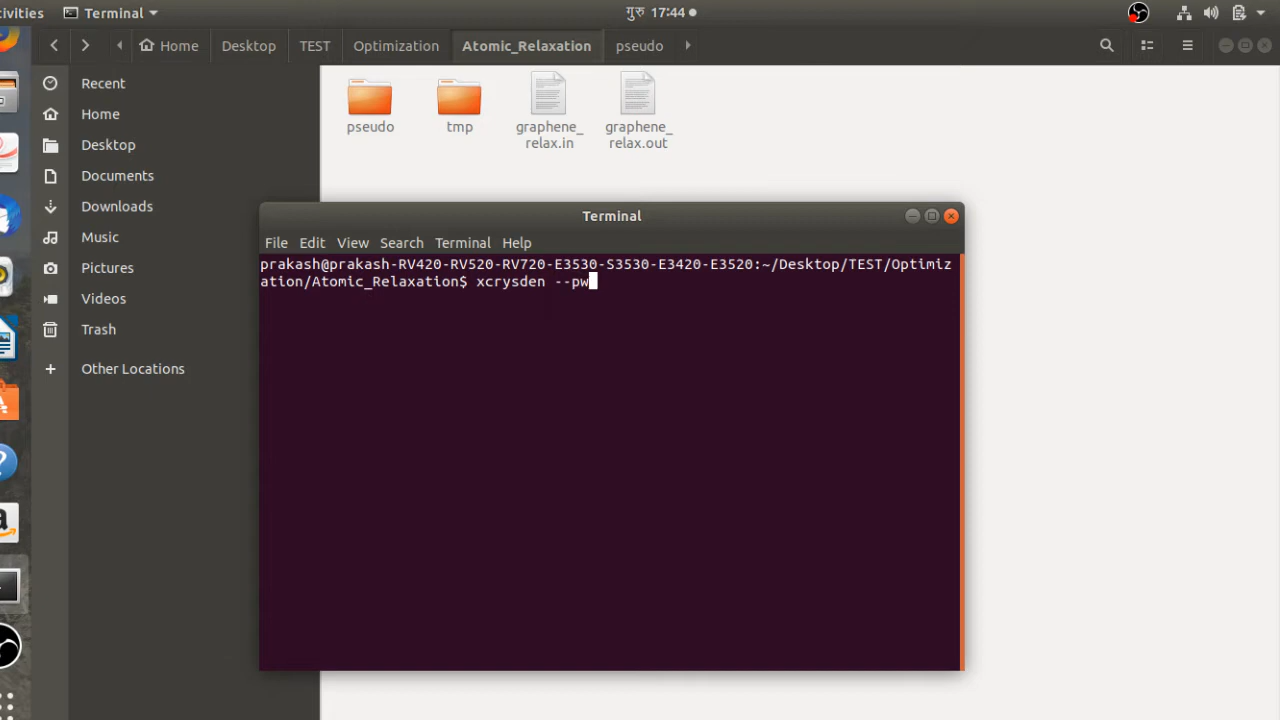 tivities
Terminal
गुरु 17:44
Home
Desktop
TEST
Optimization
Atomic_Relaxation
pseudo
Recent
Home
Desktop
Documents
Downloads
Music
Pictures
Videos
Trash
Other Locations
pseudo
tmp
graphene_
relax.in
graphene_
relax.out
Terminal
File Edit View Search Terminal Help
prakash@prakash-RV420-RV520-RV720-E3530-S3530-E3420-E3520:~/Desktop/TEST/Optimiz
ation/Atomic_Relaxation$ xcrysden --pw